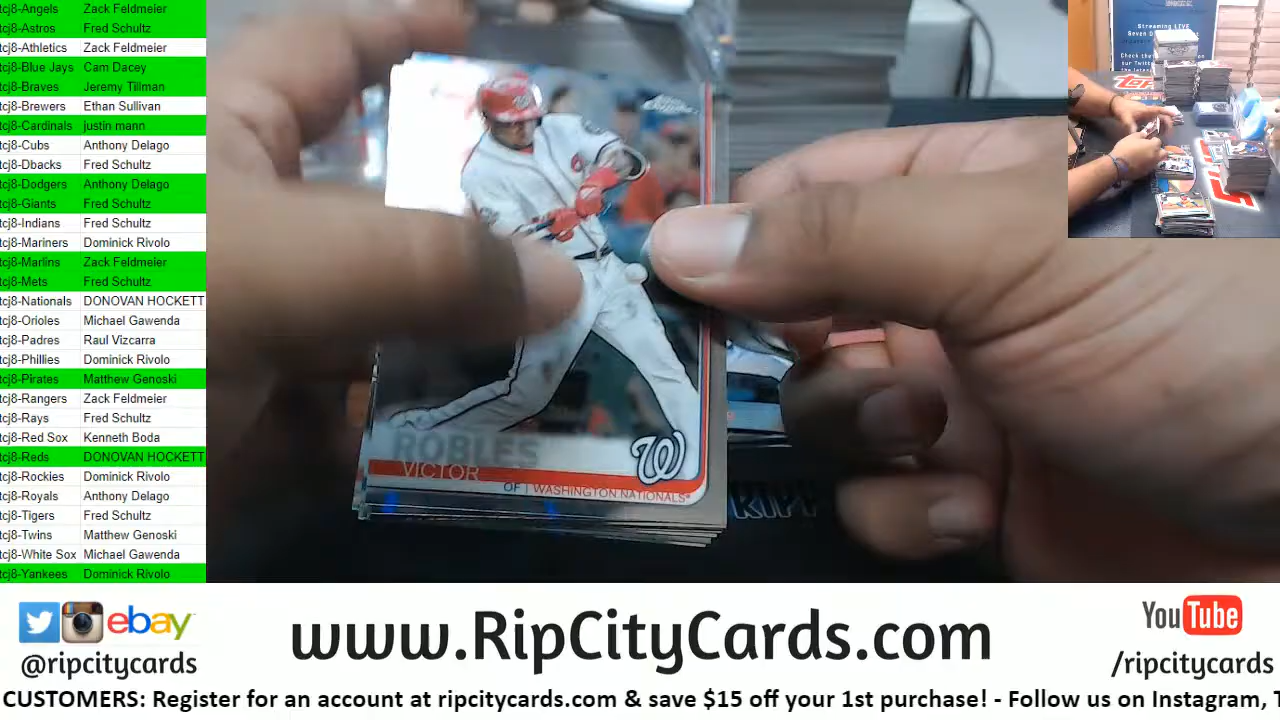 tcj8-Angels Zack Feldmeier
tcj8-Astros Fred Schultz
tcj8-Athletics Zack Feldmeier
tcj8-Blue Jays Cam Dacey
tcj8-Braves Jeremy Tillman
tcj8-Brewers Ethan Sullivan
tcj8-Cardinals justin mann
tcj8-Cubs Anthony Delago
tcj8-Dbacks Fred Schultz
tcj8-Dodgers Anthony Delago
tcj8-Giants Fred Schultz
tcj8-Indians Fred Schultz
tcj8-Mariners Dominick Rivolo
tcj8-Marlins Zack Feldmeier
tcj8-Mets Fred Schultz
tcj8-Nationals DONOVAN HOCKETT
tcj8-Orioles Michael Gawenda
tcj8-Padres Raul Vizcarra
tcj8-Phillies Dominick Rivolo
tcj8-Pirates Matthew Genoski
tcj8-Rangers Zack Feldmeier
tcj8-Rays Fred Schultz
tcj8-Red Sox Kenneth Boda
tcj8-Reds DONOVAN HOCKETT
tcj8-Rockies Dominick Rivolo
tcj8-Royals Anthony Delago
tcj8-Tigers Fred Schultz
tcj8-Twins Matthew Genoski
tcj8-White Sox Michael Gawenda
tcj8-Yankees Dominick Rivolo
ROBLES
VICTOR
OF | WASHINGTON NATIONALS
W
Streaming LIVE
Seven
Check
ebay
@ripcitycards
www.RipCityCards.com
YouTube
/ripcitycards
CUSTOMERS: Register for an account at ripcitycards.com & save $15 off your 1st purchase! - Follow us on Instagram, T